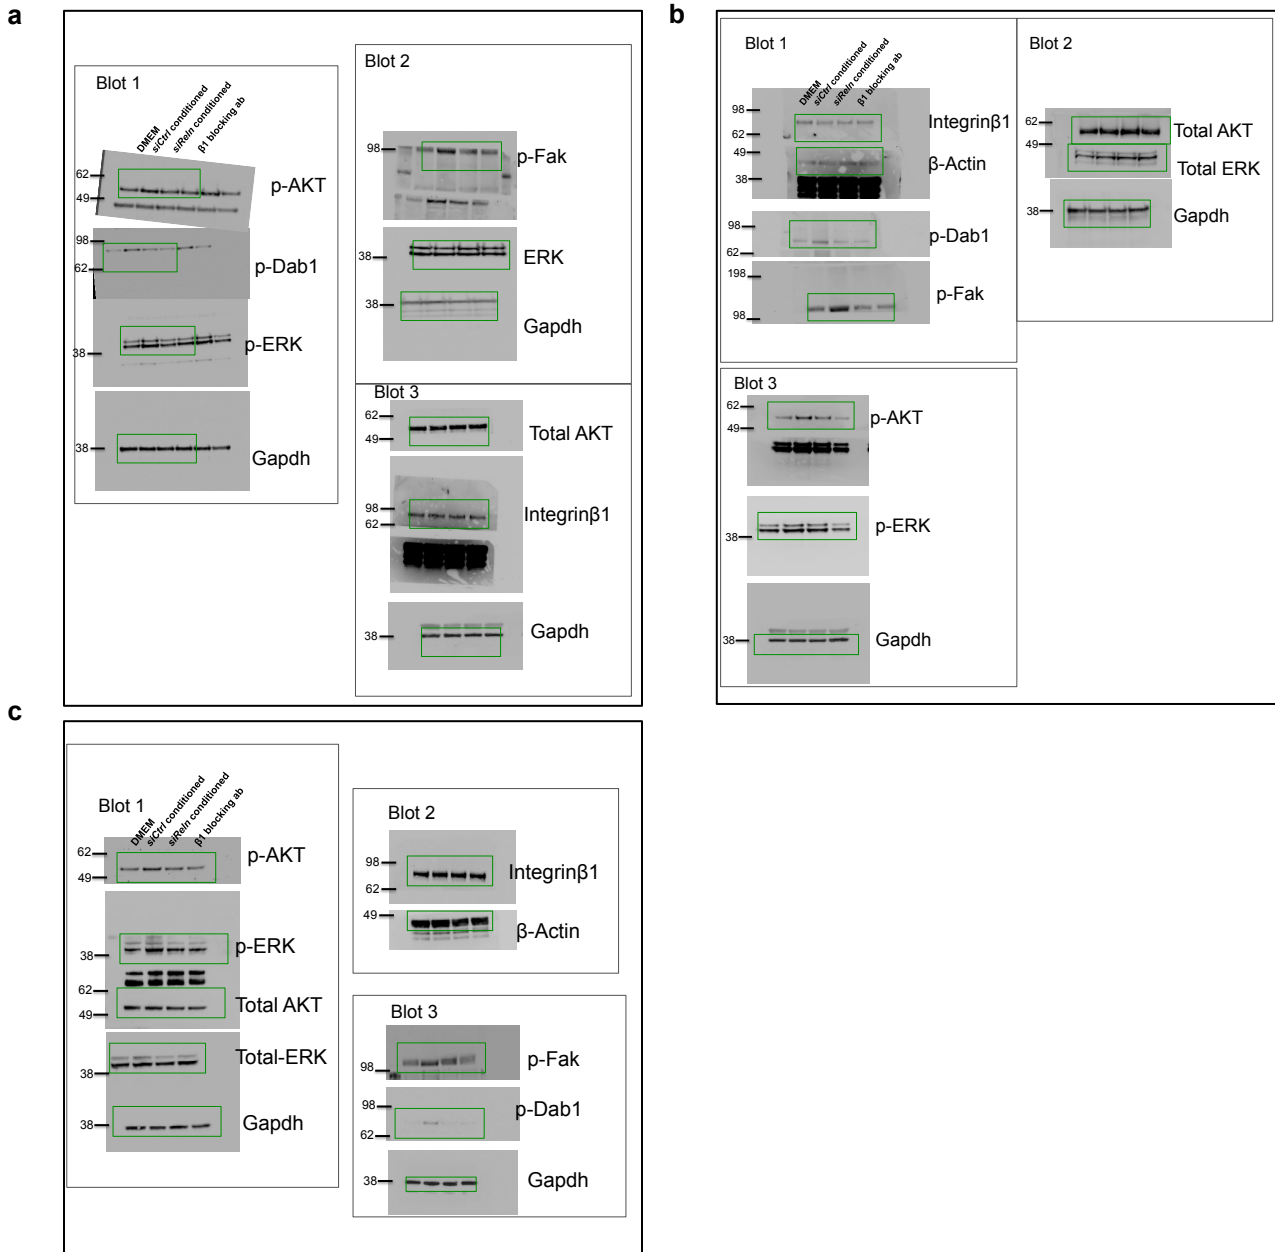 a
Blot 1
DMEM
siCtrl conditioned
siReln conditioned
β1 blocking ab
62
49
p-AKT
98
62
p-Dab1
38
p-ERK
38
Gapdh
Blot 2
98
p-Fak
38
ERK
38
Gapdh
Blot 3
62
49
Total AKT
98
62
Integrinβ1
38
Gapdh
b
Blot 1
DMEM
siCtrl conditioned
siReln conditioned
β1 blocking ab
98
62
Integrinβ1
49
38
β-Actin
98
62
p-Dab1
198
98
p-Fak
Blot 2
62
49
Total AKT
Total ERK
38
Gapdh
Blot 3
62
49
p-AKT
38
p-ERK
38
Gapdh
c
Blot 1
DMEM
siCtrl conditioned
siReln conditioned
β1 blocking ab
62
49
p-AKT
38
p-ERK
62
49
Total AKT
Total-ERK
38
38
Gapdh
Blot 2
98
62
Integrinβ1
49
β-Actin
Blot 3
98
p-Fak
98
62
p-Dab1
38
Gapdh